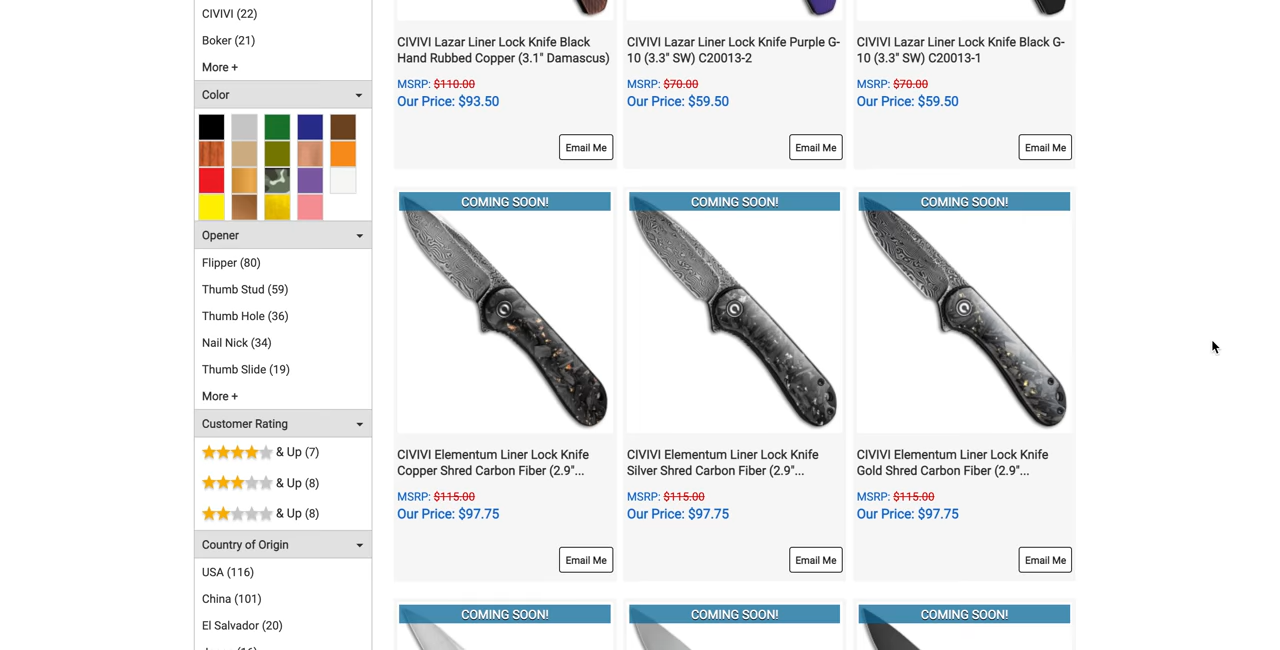 CIVIVI (22)
Boker (21)
More +
Color
Opener
Flipper (80)
Thumb Stud (59)
Thumb Hole (36)
Nail Nick (34)
Thumb Slide (19)
More +
Customer Rating
& Up (7)
& Up (8)
& Up (8)
Country of Origin
USA (116)
China (101)
El Salvador (20)
CIVIVI Lazar Liner Lock Knife Black
Hand Rubbed Copper (3.1" Damascus)
MSRP: $110.00
Our Price: $93.50
Email Me
CIVIVI Lazar Liner Lock Knife Purple G-
10 (3.3" SW) C20013-2
MSRP: $70.00
Our Price: $59.50
Email Me
CIVIVI Lazar Liner Lock Knife Black G-
10 (3.3" SW) C20013-1
MSRP: $70.00
Our Price: $59.50
Email Me
COMING SOON!
CIVIVI Elementum Liner Lock Knife
Copper Shred Carbon Fiber (2.9"...
MSRP: $115.00
Our Price: $97.75
Email Me
COMING SOON!
CIVIVI Elementum Liner Lock Knife
Silver Shred Carbon Fiber (2.9"...
MSRP: $115.00
Our Price: $97.75
Email Me
COMING SOON!
CIVIVI Elementum Liner Lock Knife
Gold Shred Carbon Fiber (2.9"...
MSRP: $115.00
Our Price: $97.75
Email Me
COMING SOON!
COMING SOON!
COMING SOON!